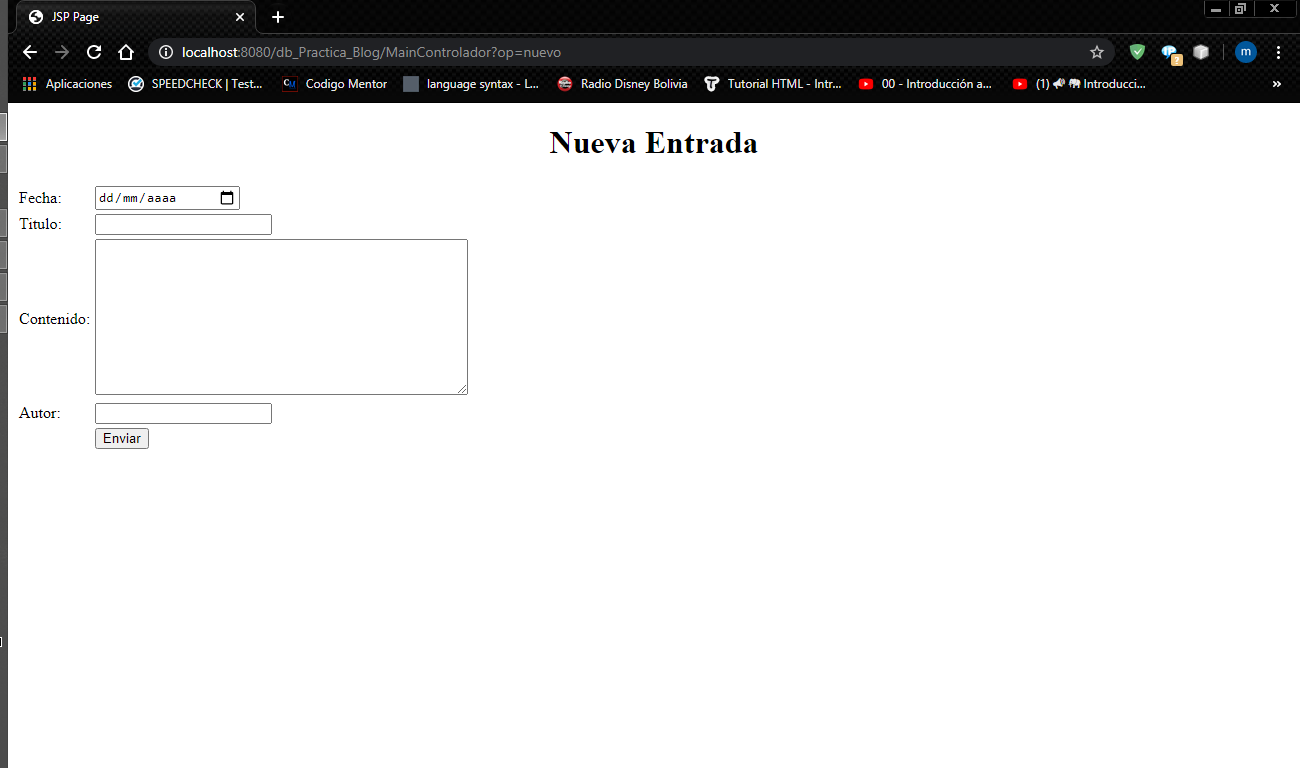 JSP Page
localhost:8080/db_Practica_Blog/MainControlador?op=nuevo
m
Aplicaciones SPEEDCHECK | Test... CM Codigo Mentor language syntax - L... Radio Disney Bolivia Tutorial HTML - Intr... 00 - Introducción a... (1) 📣 🐘 Introducci... »
Nueva Entrada
Fecha: dd/mm/aaaa
Titulo:
Contenido:
Autor:
Enviar